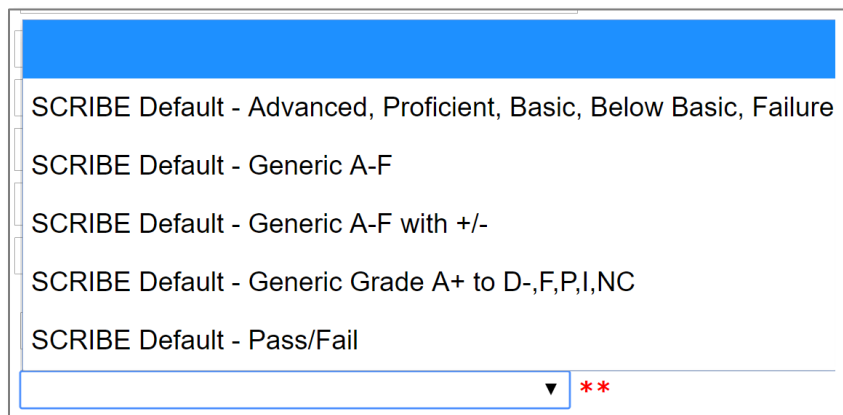 SCRIBE Default - Advanced, Proficient, Basic, Below Basic, Failure
SCRIBE Default - Generic A-F
SCRIBE Default - Generic A-F with +/-
SCRIBE Default - Generic Grade A+ to D-,F,P,I,NC
SCRIBE Default - Pass/Fail
**